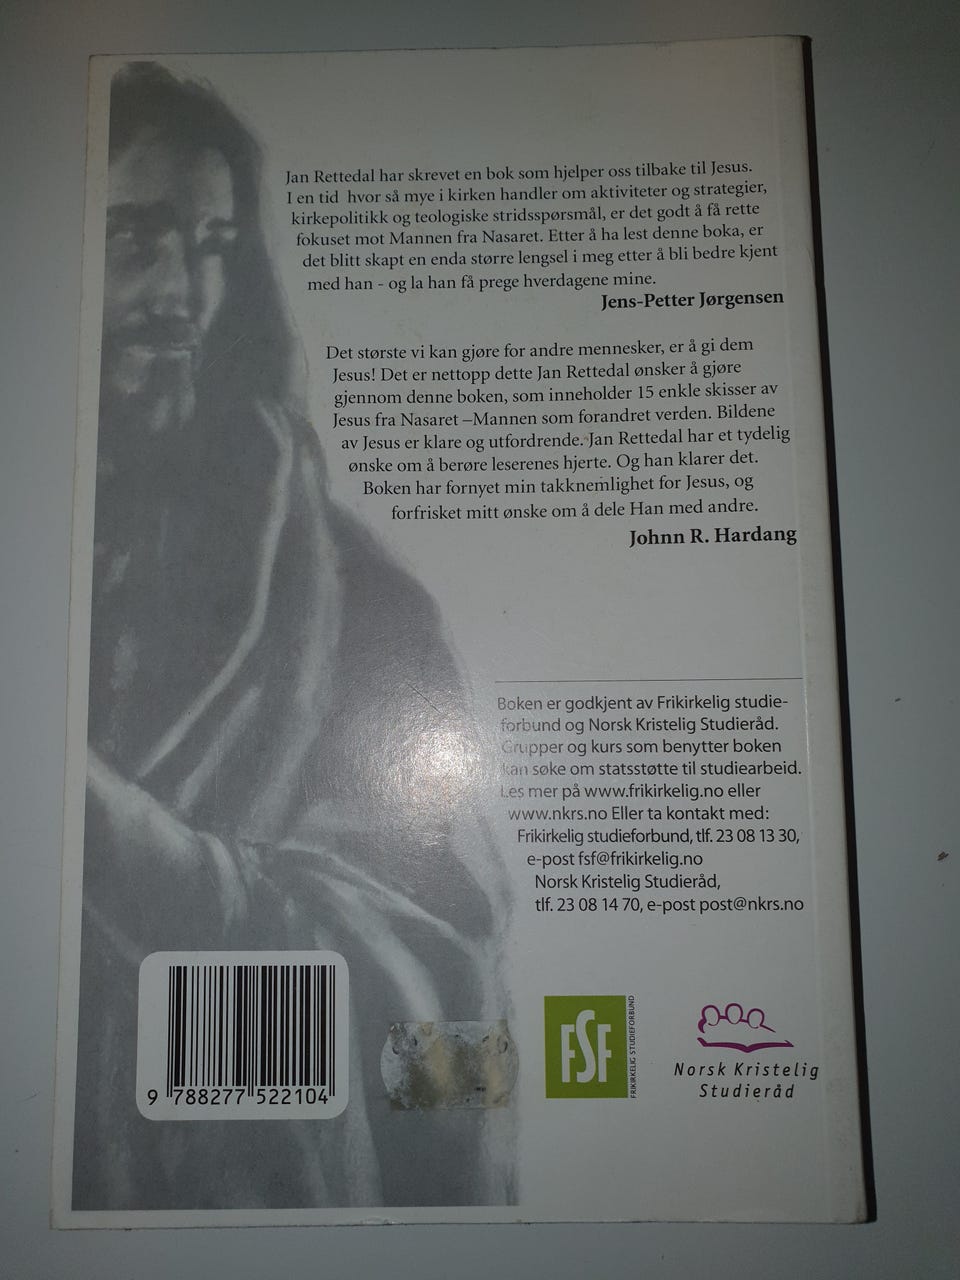 Jan Rettedal har skrevet en bok som hjelper oss tilbake til Jesus.
I en tid hvor så mye i kirken handler om aktiviteter og strategier,
kirkepolitikk og teologiske stridsspørsmål, er det godt å få rette
fokuset mot Mannen fra Nasaret. Etter å ha lest denne boka, er
det blitt skapt en enda større lengsel i meg etter å bli bedre kjent
med han - og la han få prege hverdagene mine.
Jens-Petter Jørgensen
Det største vi kan gjøre for andre mennesker, er å gi dem
Jesus! Det er nettopp dette Jan Rettedal ønsker å gjøre
gjennom denne boken, som inneholder 15 enkle skisser av
Jesus fra Nasaret –Mannen som forandret verden. Bildene
av Jesus er klare og utfordrende. Jan Rettedal har et tydelig
ønske om å berøre leserenes hjerte. Og han klarer det.
Boken har fornyet min takknemlighet for Jesus, og
forfrisket mitt ønske om å dele Han med andre.
Johnn R. Hardang
Boken er godkjent av Frikirkelig studie-
forbund og Norsk Kristelig Studieråd.
Grupper og kurs som benytter boken
kan søke om statsstøtte til studiearbeid.
Les mer på www.frikirkelig.no eller
www.nkrs.no Eller ta kontakt med:
Frikirkelig studieforbund, tlf. 23 08 13 30,
e-post fsf@frikirkelig.no
Norsk Kristelig Studieråd,
tlf. 23 08 14 70, e-post post@nkrs.no
9 788277 522104
FSF
FRIKIRKELIG STUDIEFORBUND
Norsk Kristelig
Studieråd